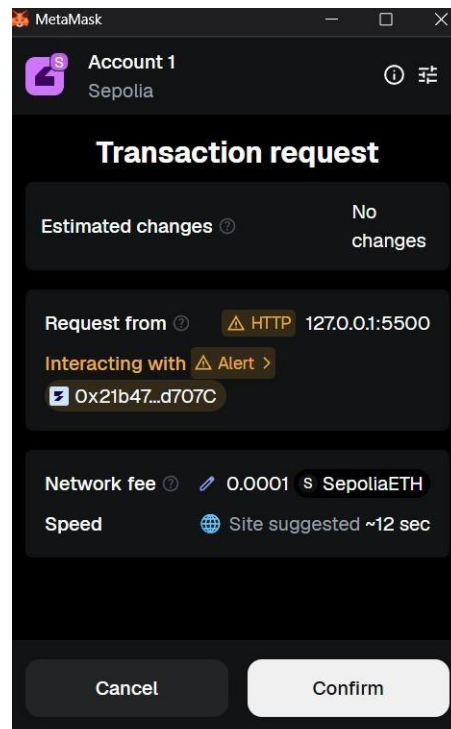 MetaMask
S
Account 1
Sepolia
Transaction request
Estimated changes ? No changes
Request from ? HTTP 127.0.0.1:5500
Interacting with Alert >
0x21b47...d707C
Network fee ? 0.0001 S SepoliaETH
Speed Site suggested ~12 sec
Cancel Confirm